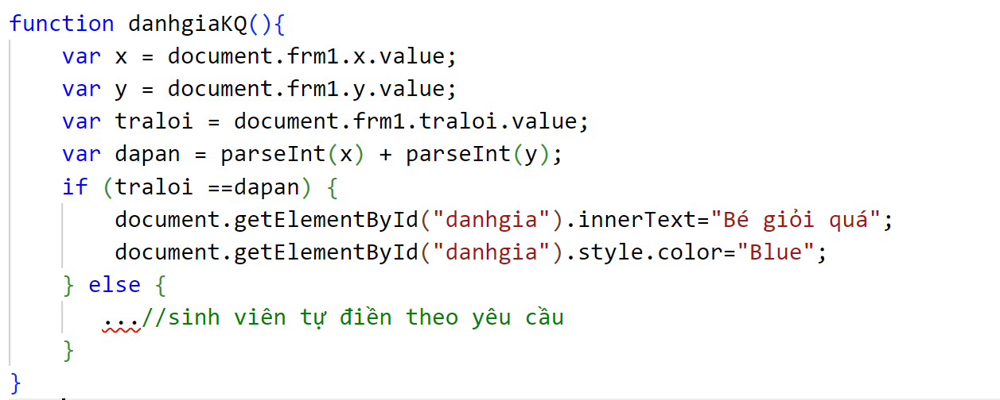 function danhgiaKQ(){
    var x = document.frm1.x.value;
    var y = document.frm1.y.value;
    var traloi = document.frm1.traloi.value;
    var dapan = parseInt(x) + parseInt(y);
    if (traloi ==dapan) {
        document.getElementById("danhgia").innerText="Bé giỏi quá";
        document.getElementById("danhgia").style.color="Blue";
    } else {
       ...//sinh viên tự điền theo yêu cầu
    }
}